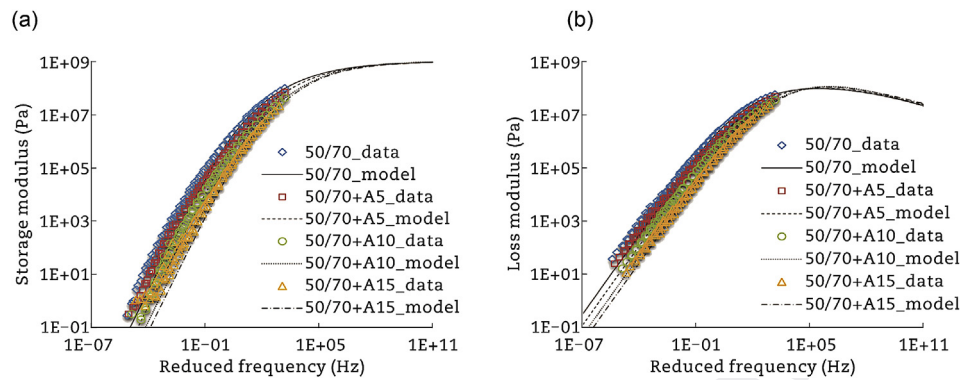 (a)
Storage modulus (Pa)
1E+09
1E+07
1E+05
1E+03
1E+01
1E−01
1E−07
1E−01
1E+05
1E+11
Reduced frequency (Hz)
50/70_data
50/70_model
50/70+A5_data
50/70+A5_model
50/70+A10_data
50/70+A10_model
50/70+A15_data
50/70+A15_model
(b)
Loss modulus (Pa)
1E+09
1E+07
1E+05
1E+03
1E+01
1E−01
1E−07
1E−01
1E+05
1E+11
Reduced frequency (Hz)
50/70_data
50/70_model
50/70+A5_data
50/70+A5_model
50/70+A10_data
50/70+A10_model
50/70+A15_data
50/70+A15_model